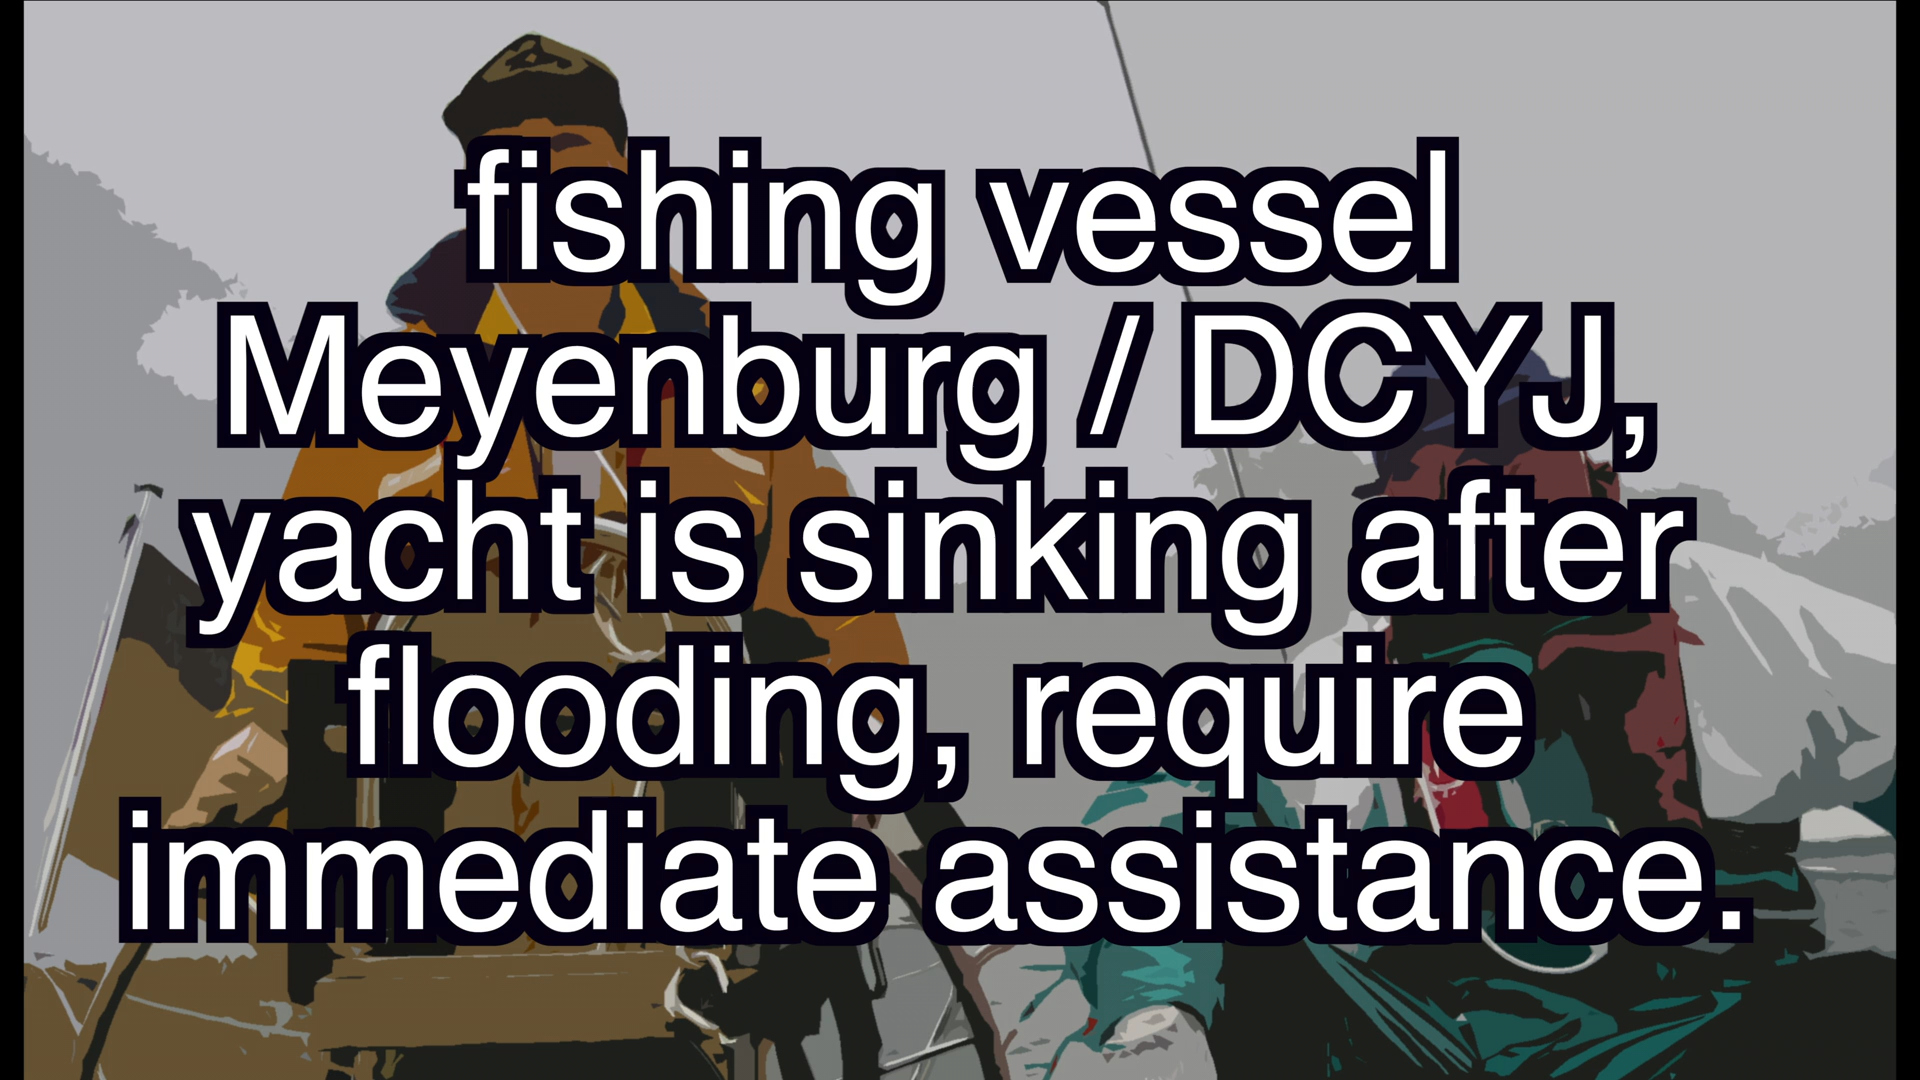 fishing vessel
Meyenburg / DCYJ,
yacht is sinking after
flooding, require
immediate assistance.